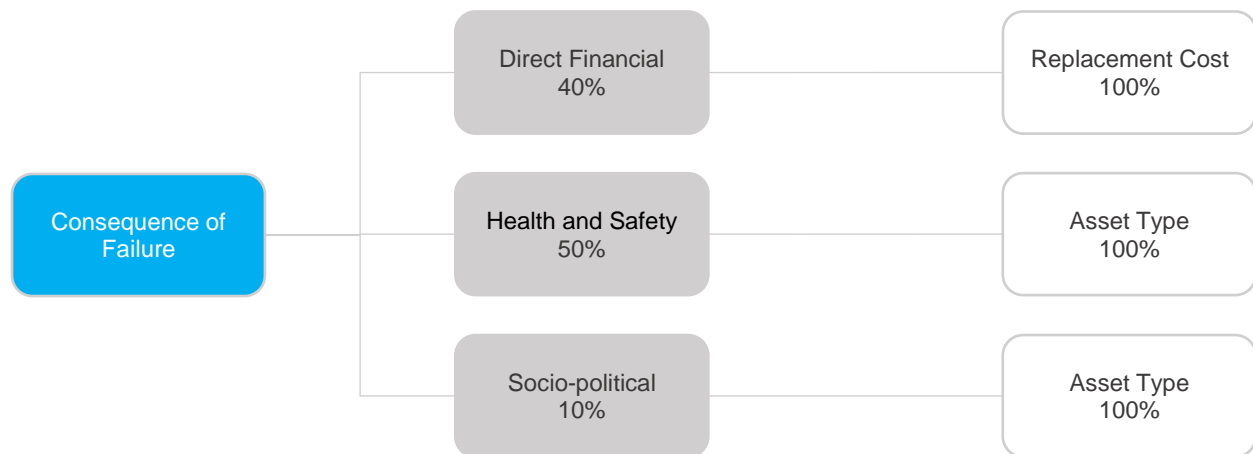 Direct Financial
40%
Replacement Cost
100%
Consequence of
Failure
Health and Safety
50%
Asset Type
100%
Socio-political
10%
Asset Type
100%